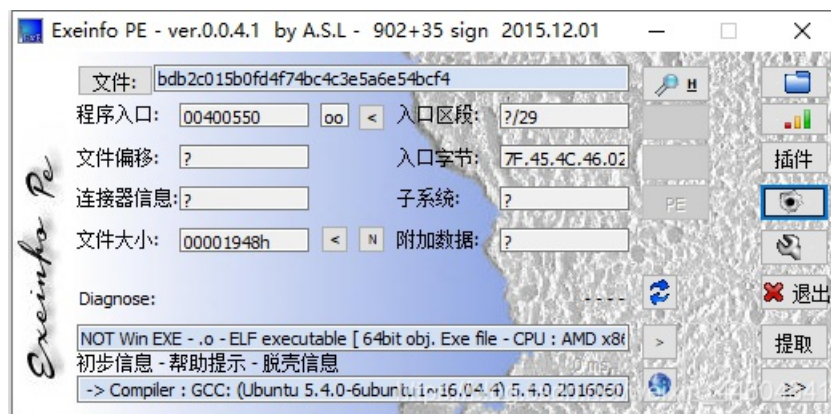 Exeinfo PE - ver.0.0.4.1 by A.S.L - 902+35 sign 2015.12.01
文件: bdb2c015b0fd4f74bc4c3e5a6e54bcf4 H
程序入口: 00400550 oo < 入口区段: ?/29
文件偏移: ? 入口字节: 7F.45.4C.46.02 插件
连接器信息: ? 子系统: ? PE
文件大小: 00001948h < N 附加数据: ?
Exeinfo Pe
Diagnose: ---- 退出
NOT Win EXE - .o - ELF executable [ 64bit obj. Exe file - CPU : AMD x86 > 提取
初步信息 - 帮助提示 - 脱壳信息
-> Compiler : GCC: (Ubuntu 5.4.0-6ubuntu1~16.04.4) 5.4.0 2016060 >>